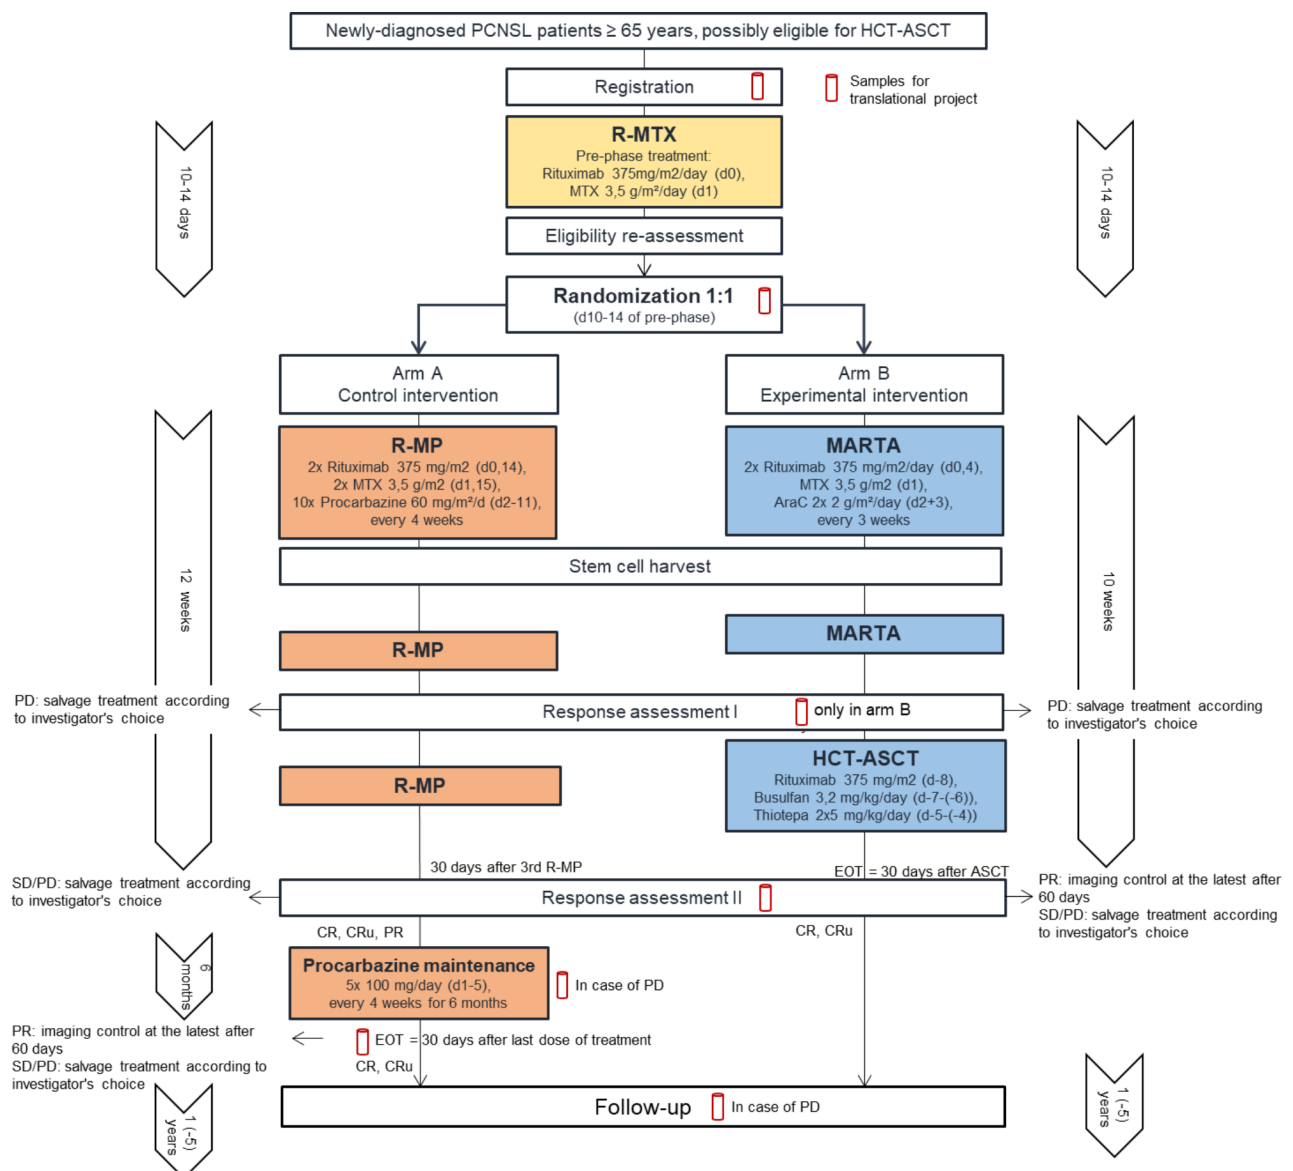 Newly-diagnosed PCNSL patients ≥ 65 years, possibly eligible for HCT-ASCT
Registration
Samples for
translational project
R-MTX
Pre-phase treatment:
Rituximab 375mg/m2/day (d0),
MTX 3,5 g/m²/day (d1)
10-14 days
10-14 days
Eligibility re-assessment
Randomization 1:1
(d10-14 of pre-phase)
Arm A
Control intervention
Arm B
Experimental intervention
R-MP
2x Rituximab 375 mg/m2 (d0,14),
2x MTX 3,5 g/m2 (d1,15),
10x Procarbazine 60 mg/m²/d (d2-11),
every 4 weeks
MARTA
2x Rituximab 375 mg/m2/day (d0,4),
MTX 3,5 g/m2 (d1),
AraC 2x 2 g/m²/day (d2+3),
every 3 weeks
Stem cell harvest
12 weeks
10 weeks
R-MP
MARTA
PD: salvage treatment according
to investigator's choice
Response assessment I
only in arm B
PD: salvage treatment according
to investigator's choice
R-MP
HCT-ASCT
Rituximab 375 mg/m2 (d-8),
Busulfan 3,2 mg/kg/day (d-7-(-6)),
Thiotepa 2x5 mg/kg/day (d-5-(-4))
30 days after 3rd R-MP
EOT = 30 days after ASCT
SD/PD: salvage treatment according
to investigator's choice
Response assessment II
PR: imaging control at the latest after
60 days
SD/PD: salvage treatment according
to investigator's choice
CR, CRu, PR
CR, CRu
6
months
Procarbazine maintenance
5x 100 mg/day (d1-5),
every 4 weeks for 6 months
In case of PD
PR: imaging control at the latest after
60 days
SD/PD: salvage treatment according to
investigator's choice
EOT = 30 days after last dose of treatment
CR, CRu
1 (-5)
years
1 (-5)
years
Follow-up
In case of PD